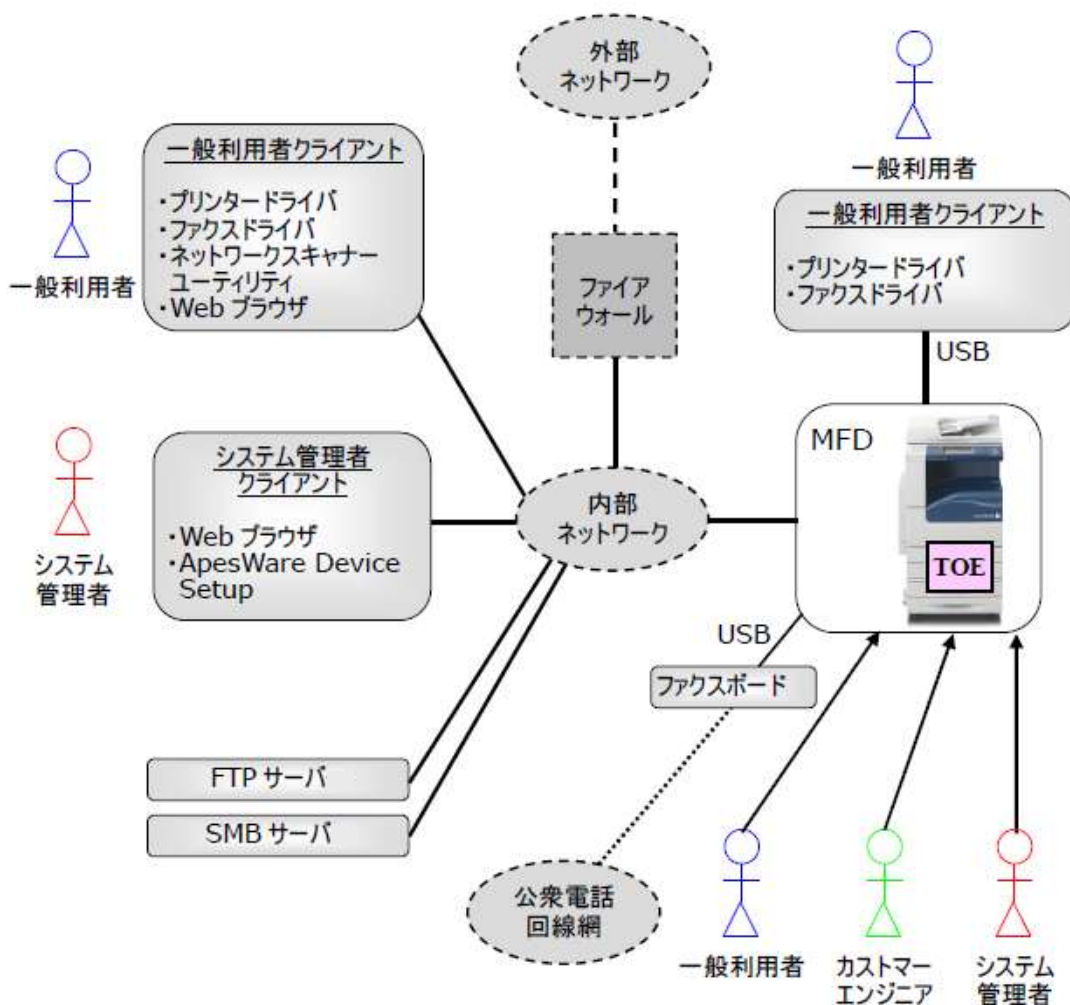 外部
ネットワーク
一般利用者
一般利用者クライアント
・プリンタードライバ
・ファクスドライバ
・ネットワークスキャナー
ユーティリティ
・Web ブラウザ
一般利用者
一般利用者クライアント
・プリンタードライバ
・ファクスドライバ
ファイア
ウォール
USB
システム管理者
クライアント
・Web ブラウザ
・ApesWare Device
Setup
システム
管理者
内部
ネットワーク
MFD
TOE
USB
ファクスボード
FTP サーバ
SMB サーバ
公衆電話
回線網
一般利用者
カストマー
エンジニア
システム
管理者